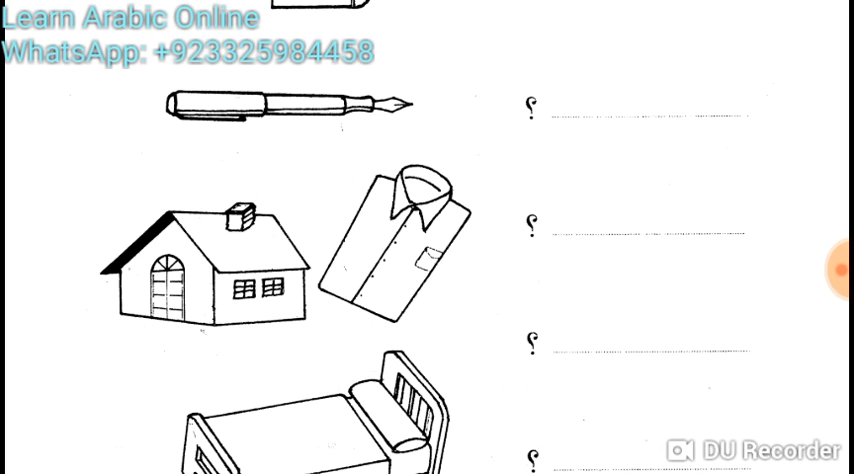 Learn Arabic Online
WhatsApp: +923325984458
؟
؟
؟
؟
DU Recorder